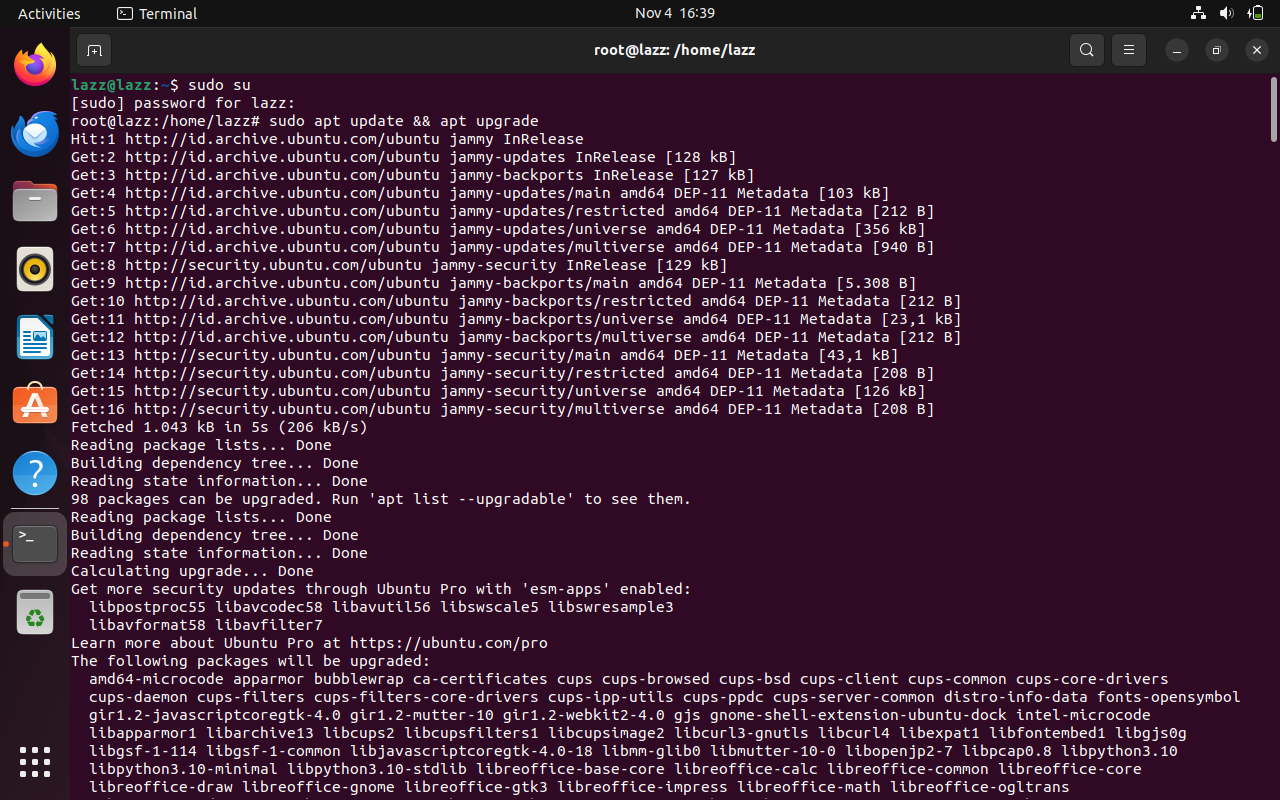 Activities
Terminal
Nov 4 16:39
root@lazz: /home/lazz
lazz@lazz:~$ sudo su
[sudo] password for lazz:
root@lazz:/home/lazz# sudo apt update && apt upgrade
Hit:1 http://id.archive.ubuntu.com/ubuntu jammy InRelease
Get:2 http://id.archive.ubuntu.com/ubuntu jammy-updates InRelease [128 kB]
Get:3 http://id.archive.ubuntu.com/ubuntu jammy-backports InRelease [127 kB]
Get:4 http://id.archive.ubuntu.com/ubuntu jammy-updates/main amd64 DEP-11 Metadata [103 kB]
Get:5 http://id.archive.ubuntu.com/ubuntu jammy-updates/restricted amd64 DEP-11 Metadata [212 B]
Get:6 http://id.archive.ubuntu.com/ubuntu jammy-updates/universe amd64 DEP-11 Metadata [356 kB]
Get:7 http://id.archive.ubuntu.com/ubuntu jammy-updates/multiverse amd64 DEP-11 Metadata [940 B]
Get:8 http://security.ubuntu.com/ubuntu jammy-security InRelease [129 kB]
Get:9 http://id.archive.ubuntu.com/ubuntu jammy-backports/main amd64 DEP-11 Metadata [5.308 B]
Get:10 http://id.archive.ubuntu.com/ubuntu jammy-backports/restricted amd64 DEP-11 Metadata [212 B]
Get:11 http://id.archive.ubuntu.com/ubuntu jammy-backports/universe amd64 DEP-11 Metadata [23,1 kB]
Get:12 http://id.archive.ubuntu.com/ubuntu jammy-backports/multiverse amd64 DEP-11 Metadata [212 B]
Get:13 http://security.ubuntu.com/ubuntu jammy-security/main amd64 DEP-11 Metadata [43,1 kB]
Get:14 http://security.ubuntu.com/ubuntu jammy-security/restricted amd64 DEP-11 Metadata [208 B]
Get:15 http://security.ubuntu.com/ubuntu jammy-security/universe amd64 DEP-11 Metadata [126 kB]
Get:16 http://security.ubuntu.com/ubuntu jammy-security/multiverse amd64 DEP-11 Metadata [208 B]
Fetched 1.043 kB in 5s (206 kB/s)
Reading package lists... Done
Building dependency tree... Done
Reading state information... Done
98 packages can be upgraded. Run 'apt list --upgradable' to see them.
Reading package lists... Done
Building dependency tree... Done
Reading state information... Done
Calculating upgrade... Done
Get more security updates through Ubuntu Pro with 'esm-apps' enabled:
  libpostproc55 libavcodec58 libavutil56 libswscale5 libswresample3
  libavformat58 libavfilter7
Learn more about Ubuntu Pro at https://ubuntu.com/pro
The following packages will be upgraded:
  amd64-microcode apparmor bubblewrap ca-certificates cups cups-browsed cups-bsd cups-client cups-common cups-core-drivers
  cups-daemon cups-filters cups-filters-core-drivers cups-ipp-utils cups-ppdc cups-server-common distro-info-data fonts-opensymbol
  gir1.2-javascriptcoregtk-4.0 gir1.2-mutter-10 gir1.2-webkit2-4.0 gjs gnome-shell-extension-ubuntu-dock intel-microcode
  libapparmor1 libarchive13 libcups2 libcupsfilters1 libcupsimage2 libcurl3-gnutls libcurl4 libexpat1 libfontembed1 libgjs0g
  libgsf-1-114 libgsf-1-common libjavascriptcoregtk-4.0-18 libmm-glib0 libmutter-10-0 libopenjp2-7 libpcap0.8 libpython3.10
  libpython3.10-minimal libpython3.10-stdlib libreoffice-base-core libreoffice-calc libreoffice-common libreoffice-core
  libreoffice-draw libreoffice-gnome libreoffice-gtk3 libreoffice-impress libreoffice-math libreoffice-ogltrans